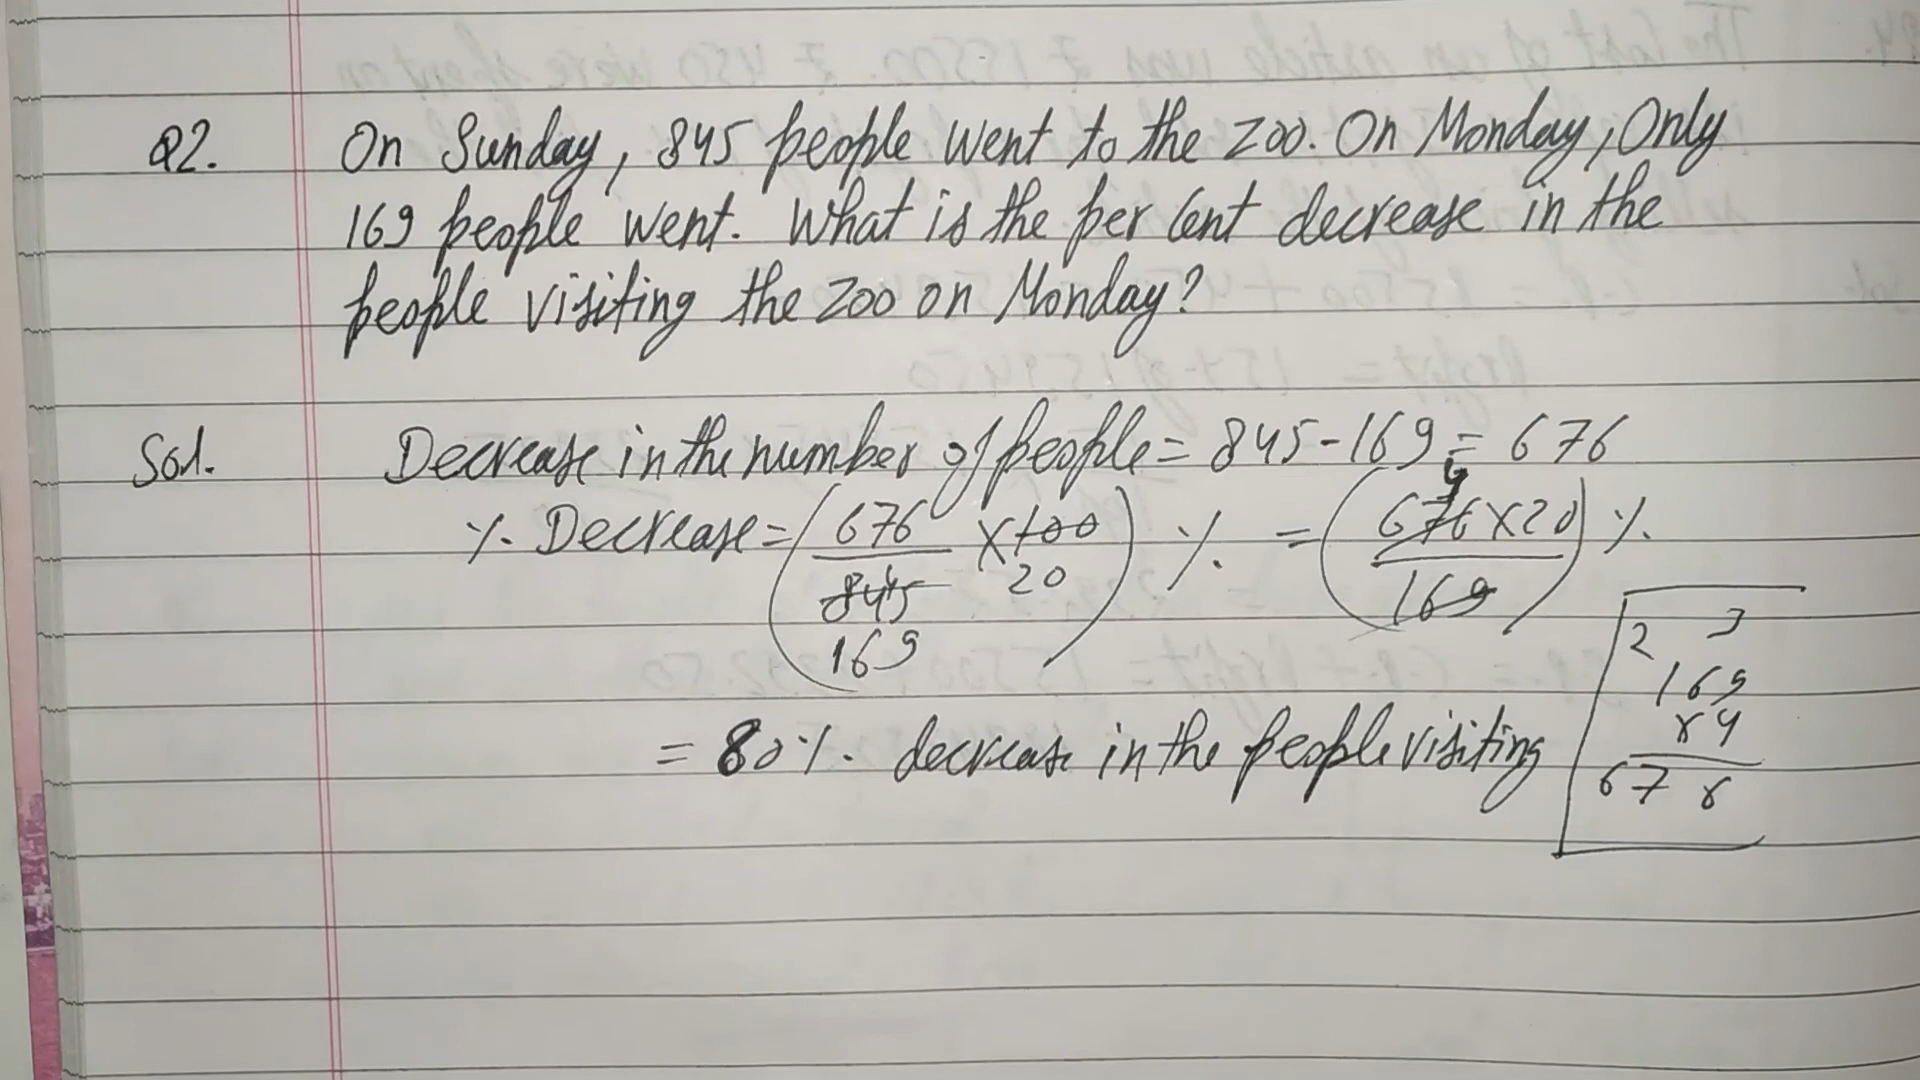 Q2. On Sunday, 845 people went to the zoo. On Monday, Only
169 people went. What is the per cent decrease in the
people visiting the zoo on Monday?
Sol. Decrease in the number of people = 845-169 = 676
% Decrease = (676/845 × 100) % = (676 × 20/169) %
169 20 4
= 80% decrease in the people visiting
2 3
169
×4
676